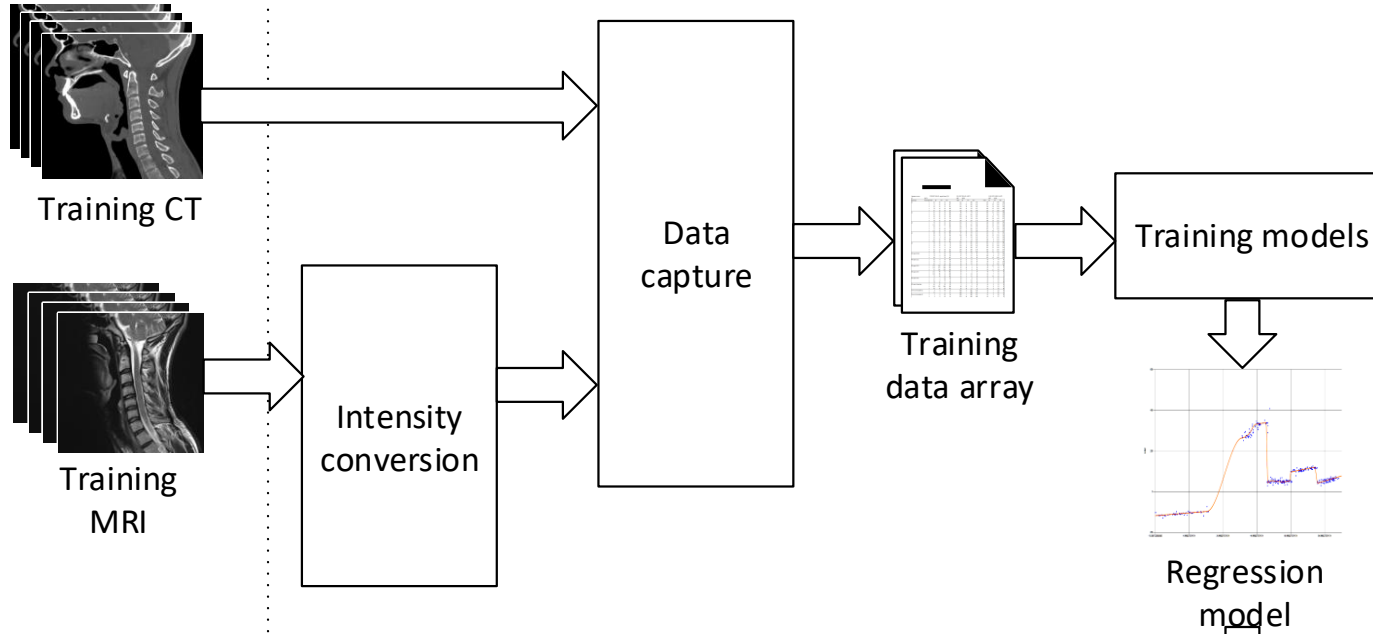 Training CT
Training
MRI
Intensity
conversion
Data
capture
Training
data array
Training models
Regression
model